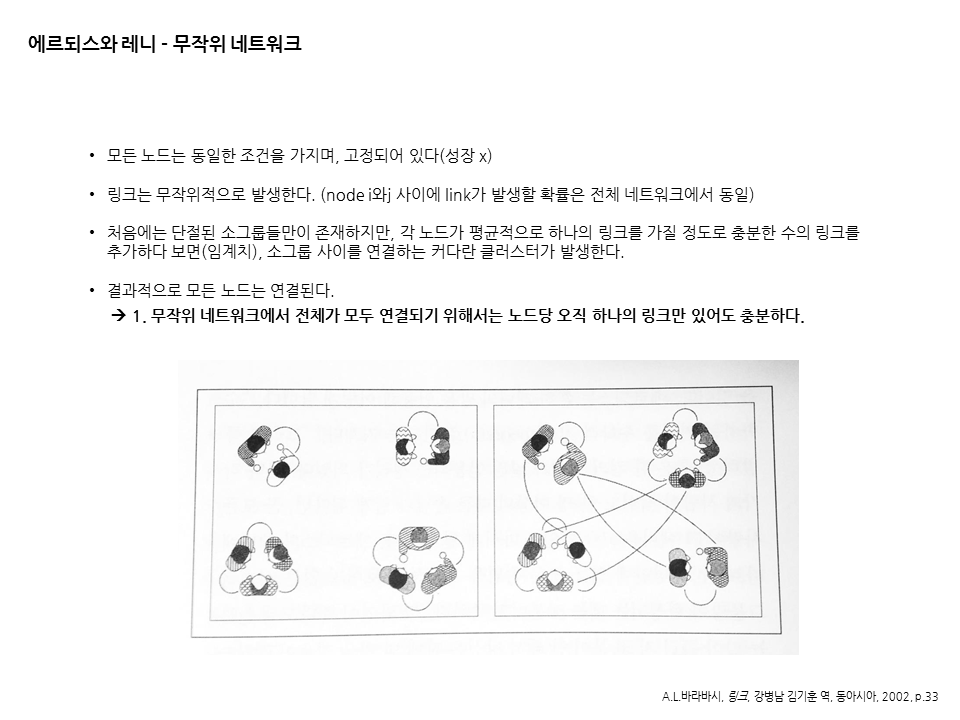 에르되스와 레니 - 무작위 네트워크
• 모든 노드는 동일한 조건을 가지며, 고정되어 있다(성장 x)
• 링크는 무작위적으로 발생한다. (node i와j 사이에 link가 발생할 확률은 전체 네트워크에서 동일)
• 처음에는 단절된 소그룹들만이 존재하지만, 각 노드가 평균적으로 하나의 링크를 가질 정도로 충분한 수의 링크를
추가하다 보면(임계치), 소그룹 사이를 연결하는 커다란 클러스터가 발생한다.
• 결과적으로 모든 노드는 연결된다.
→ 1. 무작위 네트워크에서 전체가 모두 연결되기 위해서는 노드당 오직 하나의 링크만 있어도 충분하다.
A.L.바라바시, 링크, 강병남 김기훈 역, 동아시아, 2002, p.33